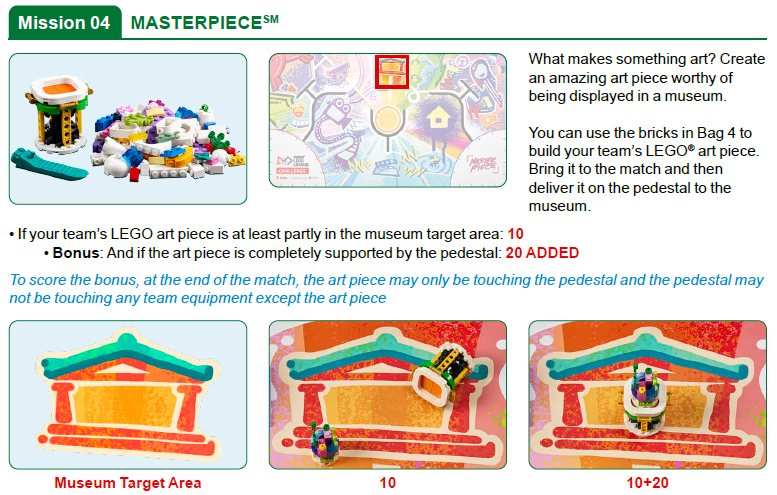 Mission 04 MASTERPIECE℠
What makes something art? Create
an amazing art piece worthy of
being displayed in a museum.
You can use the bricks in Bag 4 to
build your team's LEGO® art piece.
Bring it to the match and then
deliver it on the pedestal to the
museum.
FIRST
LEGO
LEAGUE
CHALLENGE
MASTER
PIECE
• If your team's LEGO art piece is at least partly in the museum target area: 10
• Bonus: And if the art piece is completely supported by the pedestal: 20 ADDED
To score the bonus, at the end of the match, the art piece may only be touching the pedestal and the pedestal may
not be touching any team equipment except the art piece
Museum Target Area
10
10+20